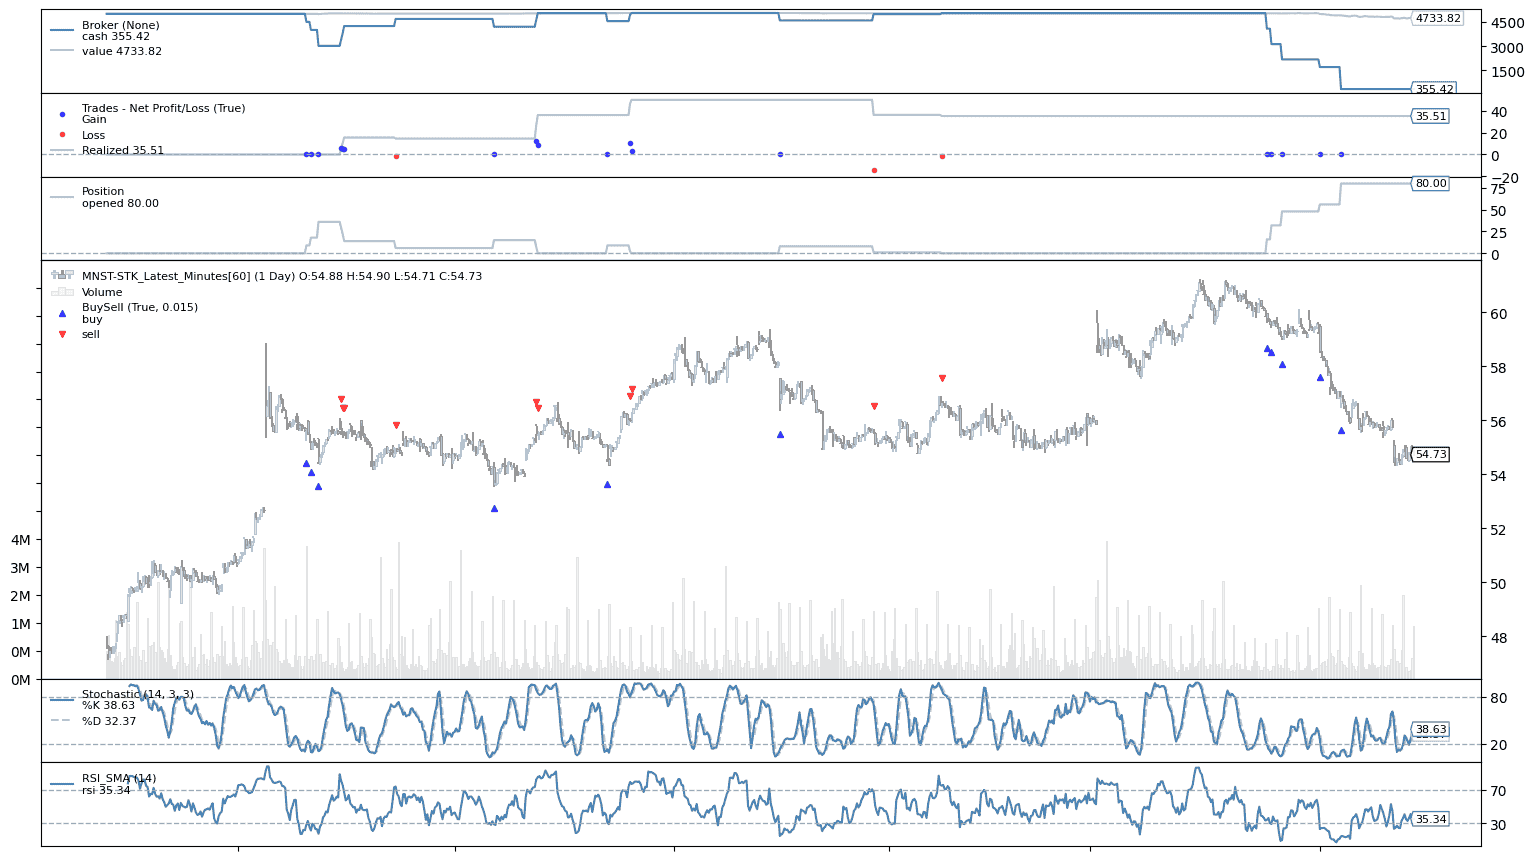 Broker (None)
cash 355.42
value 4733.82
4733.82
4500
3000
1500
355.42
Trades - Net Profit/Loss (True)
Gain
Loss
Realized 35.51
40
35.51
20
0
−20
Position
opened 80.00
80.00
75
50
25
0
MNST-STK_Latest_Minutes[60] (1 Day) O:54.88 H:54.90 L:54.71 C:54.73
Volume
BuySell (True, 0.015)
buy
sell
60
58
56
54.73
54
52
50
48
4M
3M
2M
1M
0M
0M
Stochastic (14, 3, 3)
%K 38.63
%D 32.37
80
38.63
20
RSI_SMA (14)
rsi 35.34
70
35.34
30